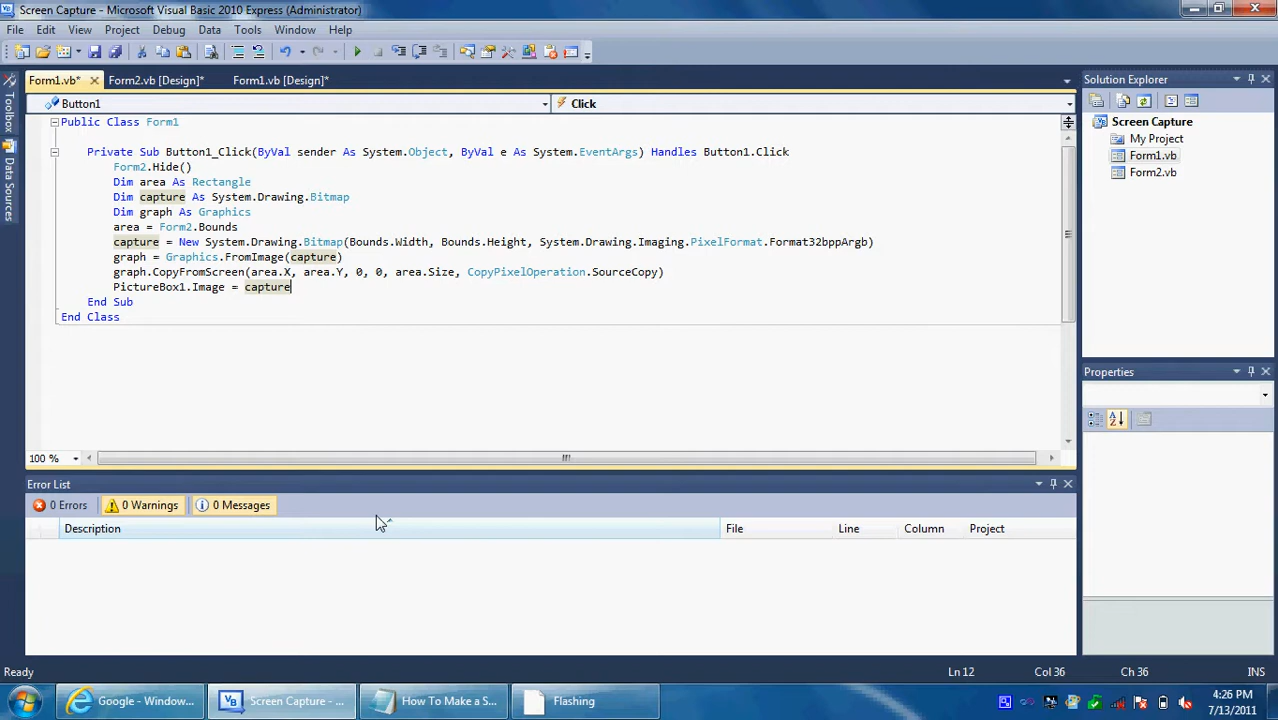 Screen Capture - Microsoft Visual Basic 2010 Express (Administrator)
File Edit View Project Debug Data Tools Window Help
Form1.vb* Form2.vb [Design]* Form1.vb [Design]*
Solution Explorer
Button1 Click
Toolbox
Data Sources
Public Class Form1
Private Sub Button1_Click(ByVal sender As System.Object, ByVal e As System.EventArgs) Handles Button1.Click
Form2.Hide()
Dim area As Rectangle
Dim capture As System.Drawing.Bitmap
Dim graph As Graphics
area = Form2.Bounds
capture = New System.Drawing.Bitmap(Bounds.Width, Bounds.Height, System.Drawing.Imaging.PixelFormat.Format32bppArgb)
graph = Graphics.FromImage(capture)
graph.CopyFromScreen(area.X, area.Y, 0, 0, area.Size, CopyPixelOperation.SourceCopy)
PictureBox1.Image = capture
End Sub
End Class
Screen Capture
My Project
Form1.vb
Form2.vb
Properties
100 %
Error List
0 Errors 0 Warnings 0 Messages
Description File Line Column Project
Ready Ln 12 Col 36 Ch 36 INS
Google - Window... Screen Capture - ... How To Make a S... Flashing
4:26 PM
7/13/2011